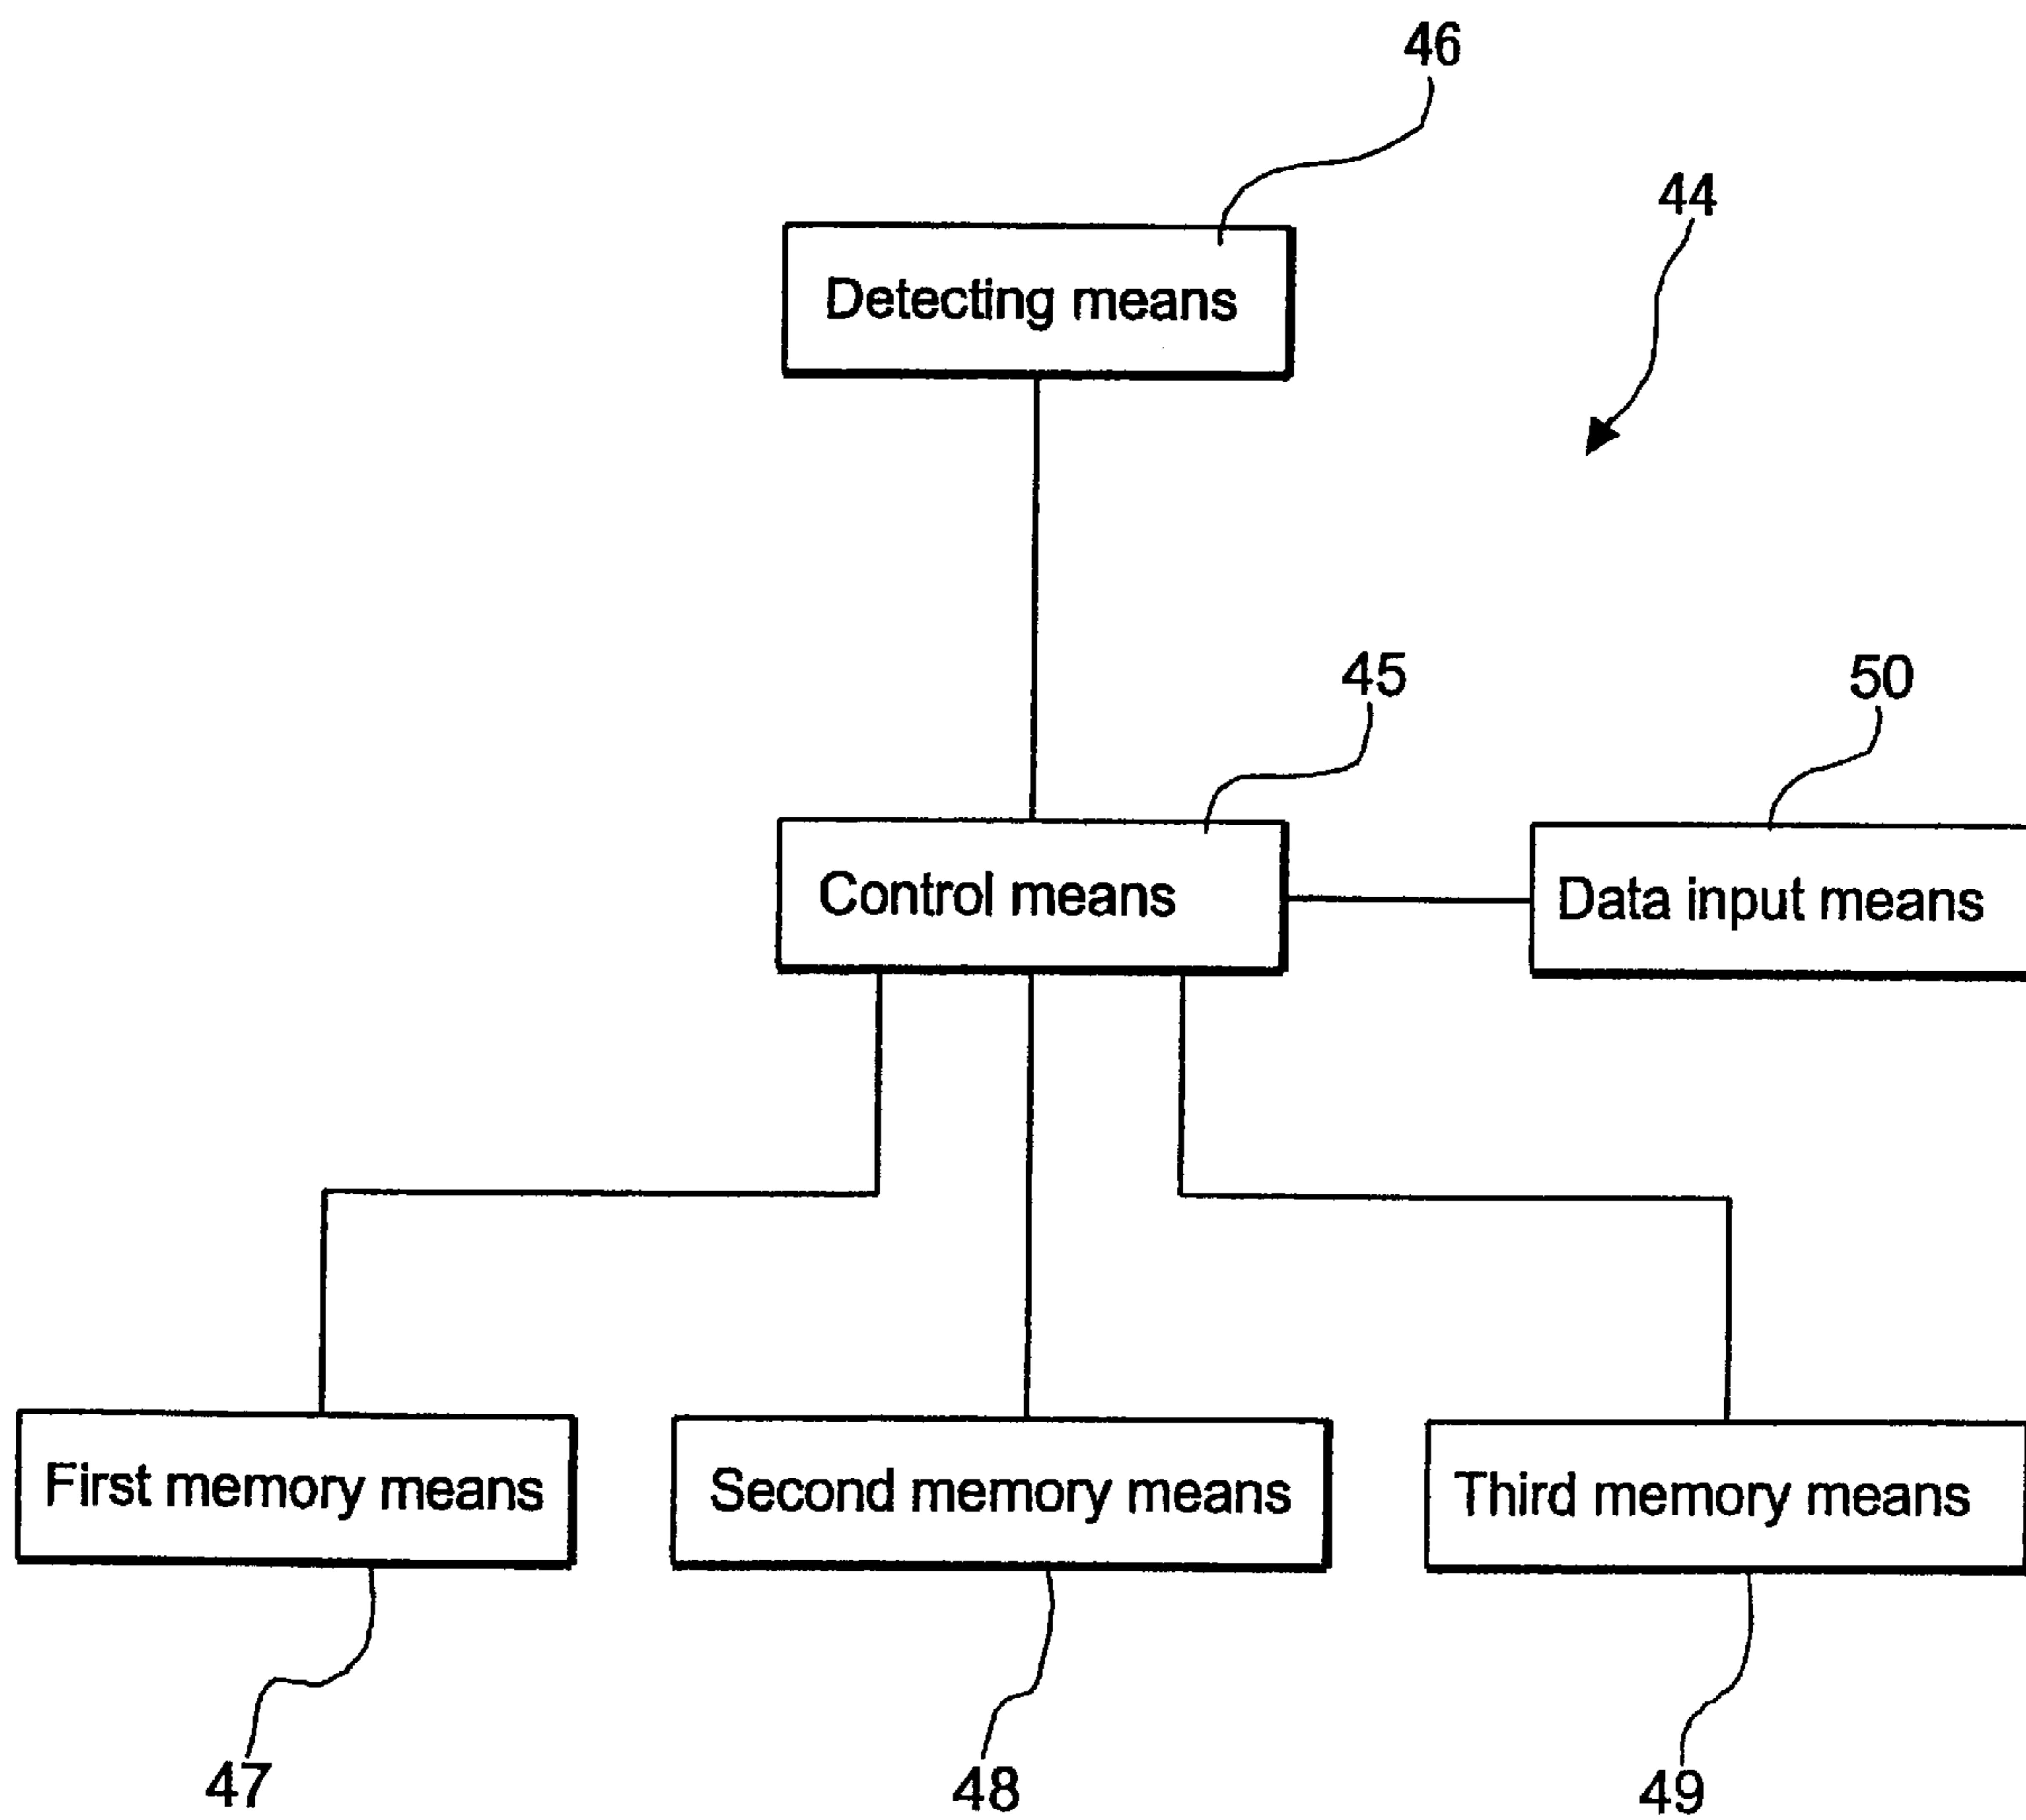 46
44
Detecting means
45
50
Control means
Data input means
First memory means
Second memory means
Third memory means
47
48
49